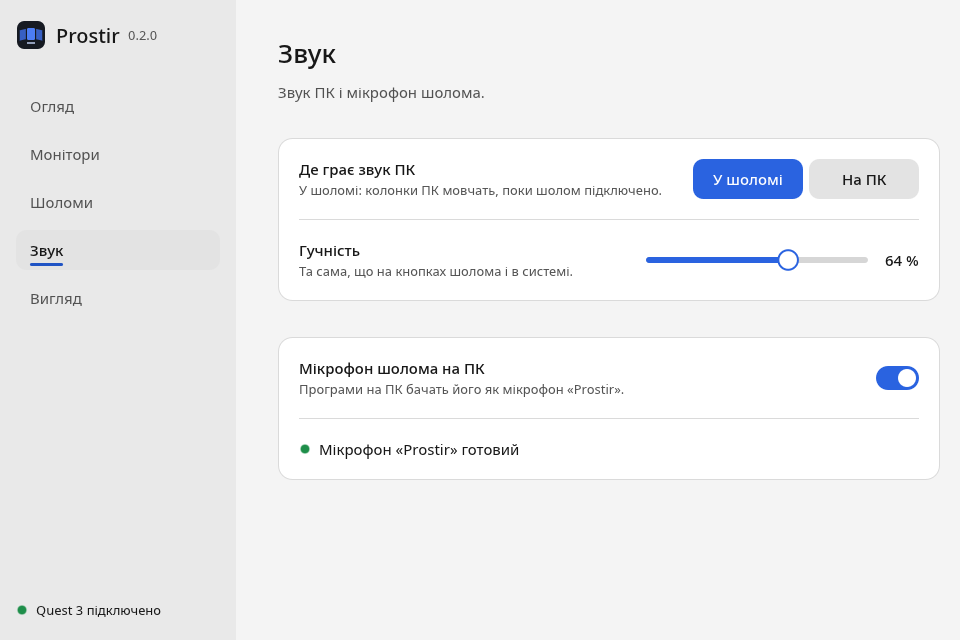 Prostir 0.2.0
Огляд
Монітори
Шоломи
Звук
Вигляд
Quest 3 підключено
Звук
Звук ПК і мікрофон шолома.
Де грає звук ПК
У шоломі: колонки ПК мовчать, поки шолом підключено.
У шоломі
На ПК
Гучність
Та сама, що на кнопках шолома і в системі.
64 %
Мікрофон шолома на ПК
Програми на ПК бачать його як мікрофон «Prostir».
Мікрофон «Prostir» готовий